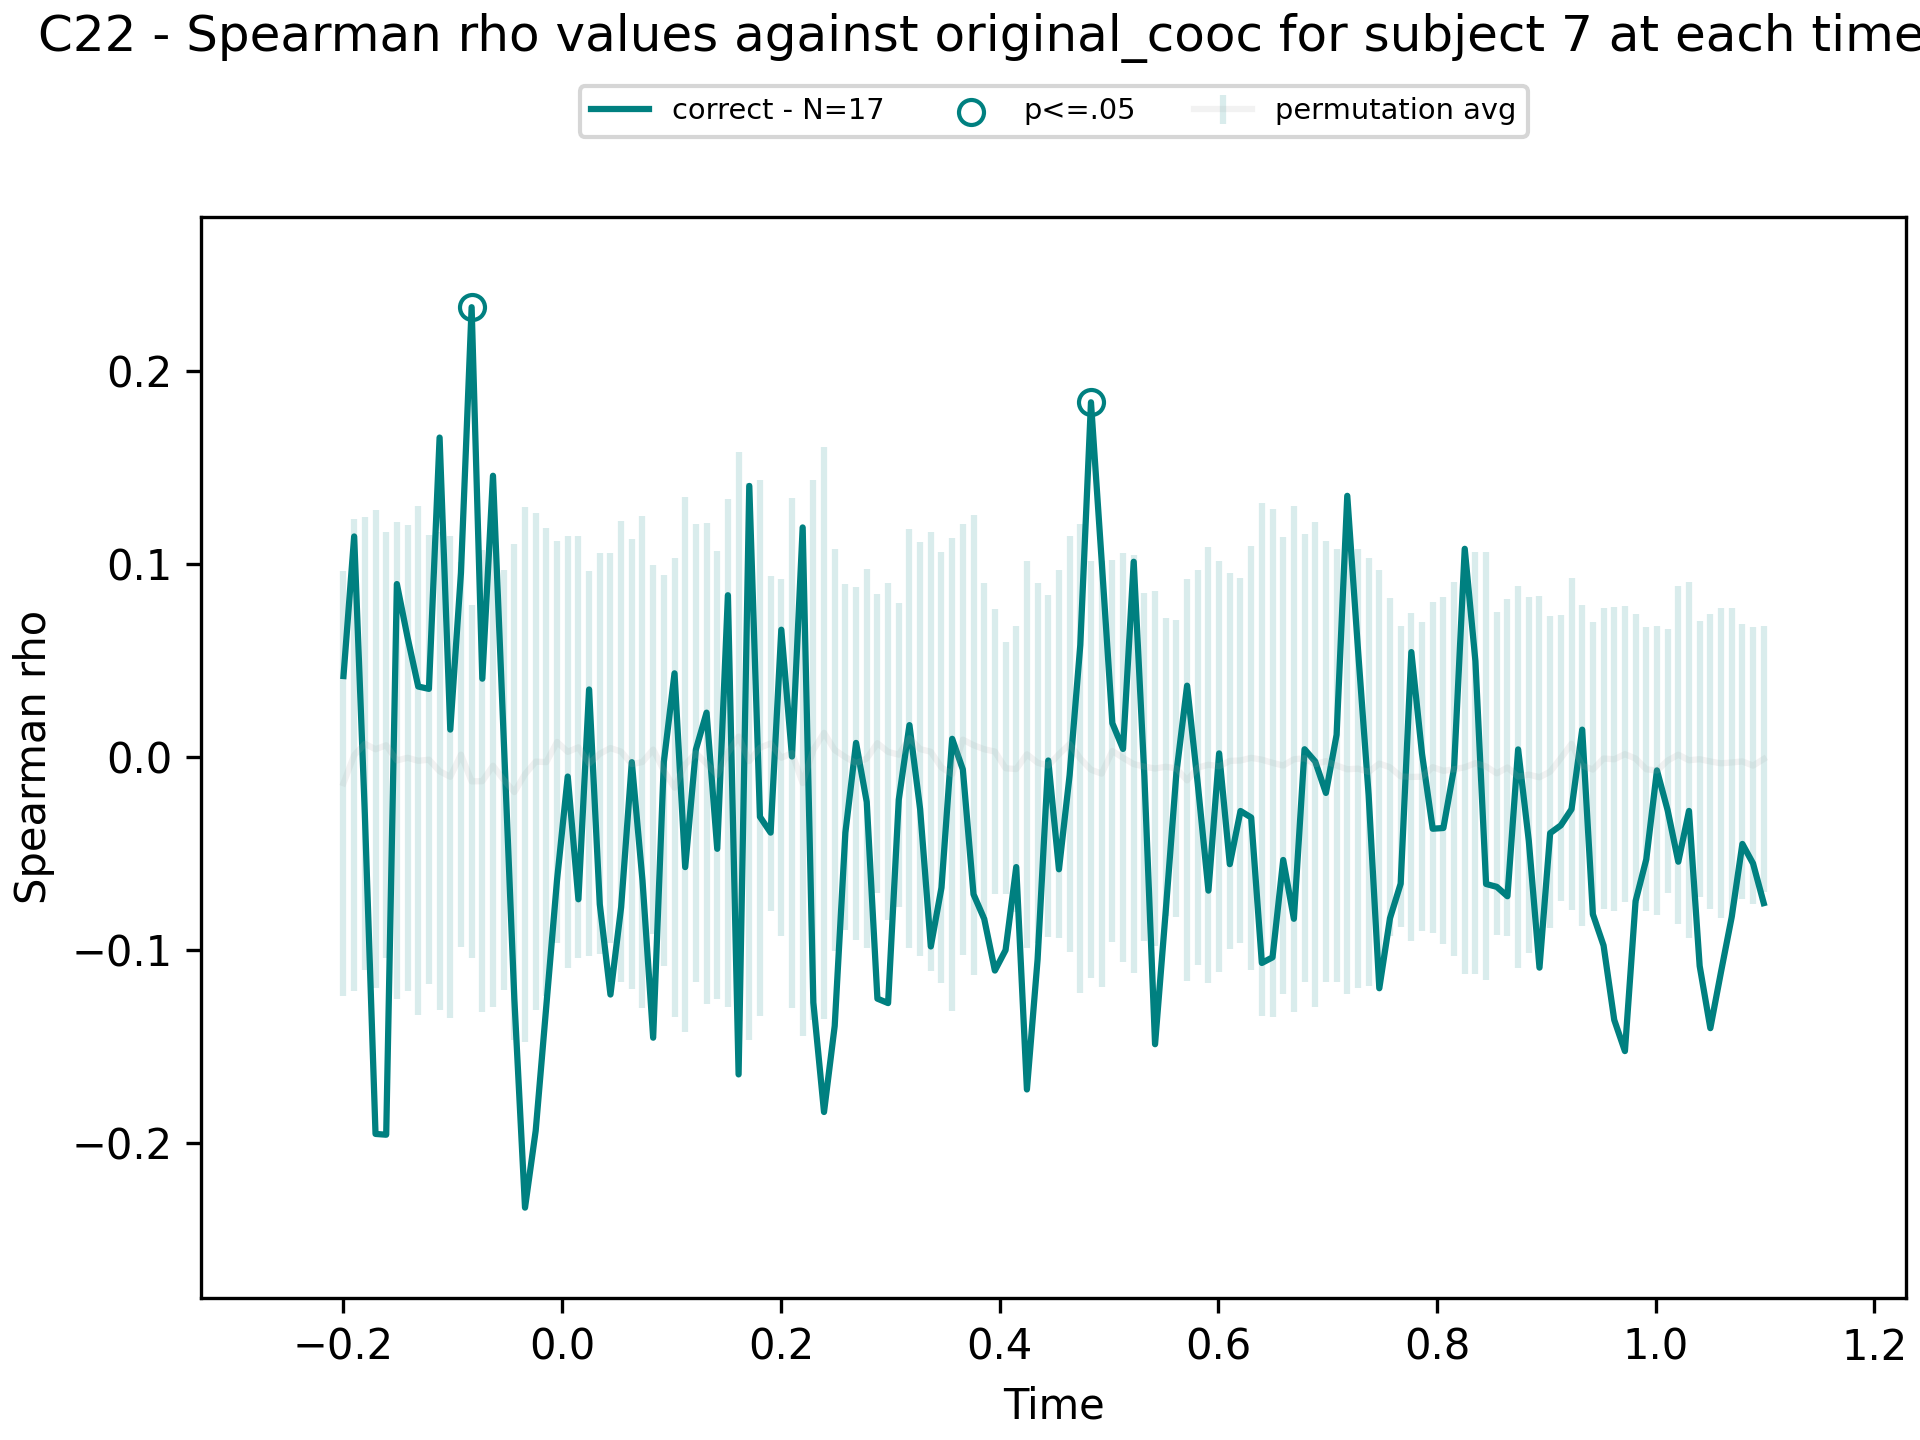 C22 - Spearman rho values against original_cooc for subject 7 at each time
correct - N=17 p<=.05 permutation avg
Spearman rho
0.2
0.1
0.0
−0.1
−0.2
−0.2 0.0 0.2 0.4 0.6 0.8 1.0 1.2
Time